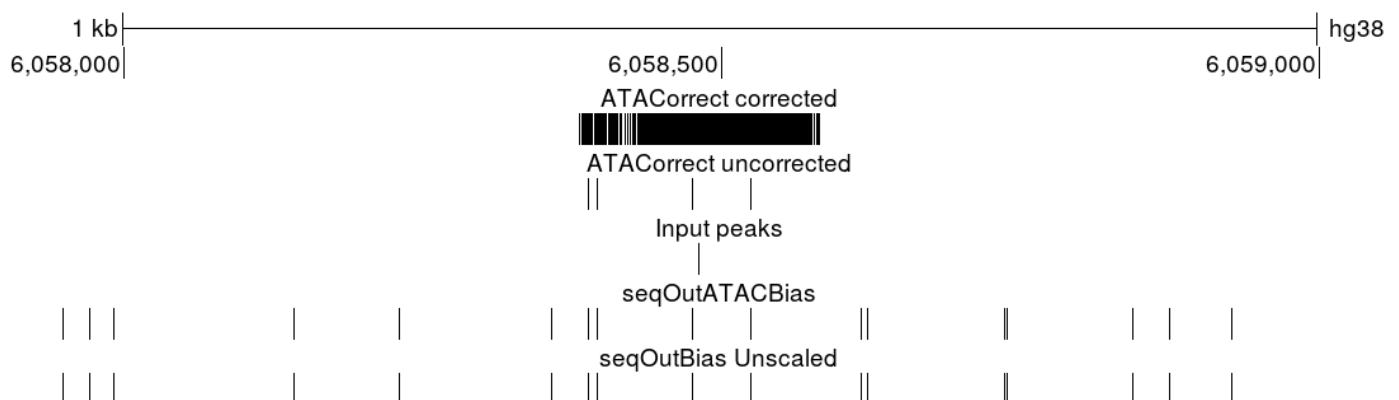 1 kb hg38
6,058,000 6,058,500 6,059,000
ATACorrect corrected
ATACorrect uncorrected
Input peaks
seqOutATACBias
seqOutBias Unscaled